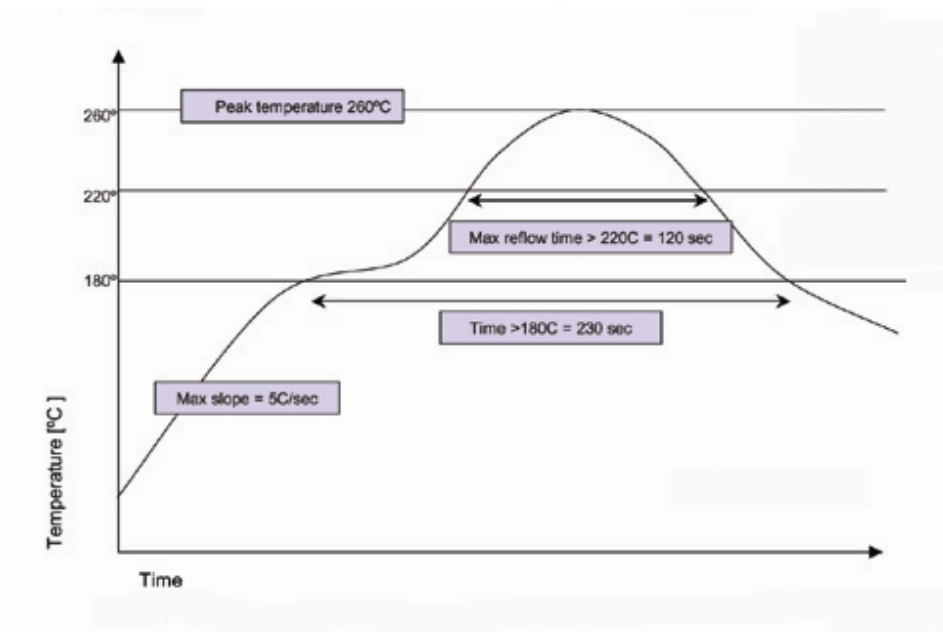 Peak temperature 260ºC
260º
220º
Max reflow time > 220C = 120 sec
180º
Time >180C = 230 sec
Max slope = 5C/sec
Temperature [ºC]
Time